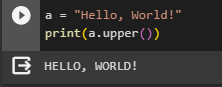 a = "Hello, World!"
print(a.upper())
HELLO, WORLD!